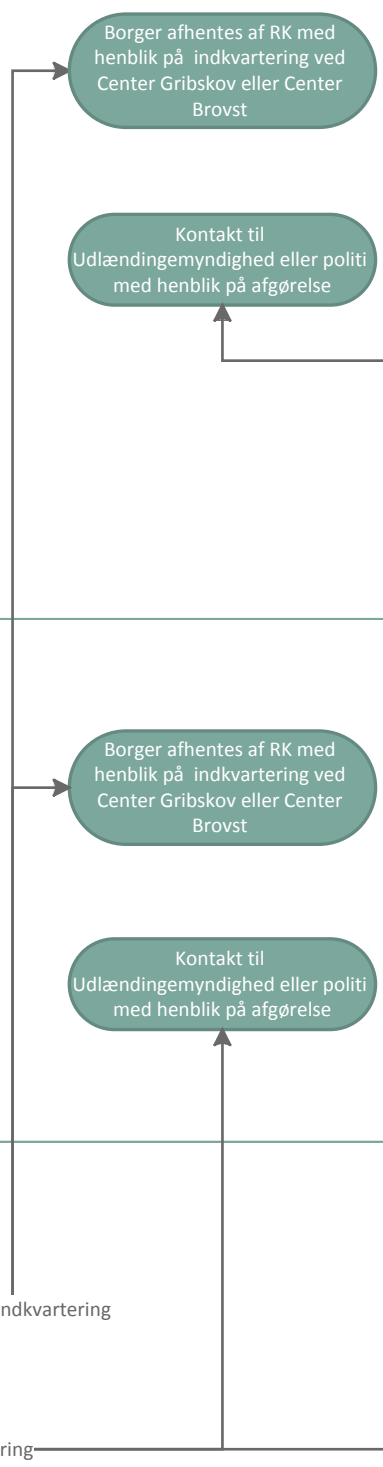 Borger afhentes af RK med
henblik på  indkvartering ved
Center Gribskov eller Center
Brovst
Kontakt til
Udlændingemyndighed eller politi
med henblik på afgørelse
Borger afhentes af RK med
henblik på  indkvartering ved
Center Gribskov eller Center
Brovst
Kontakt til
Udlændingemyndighed eller politi
med henblik på afgørelse
ndkvartering
ring